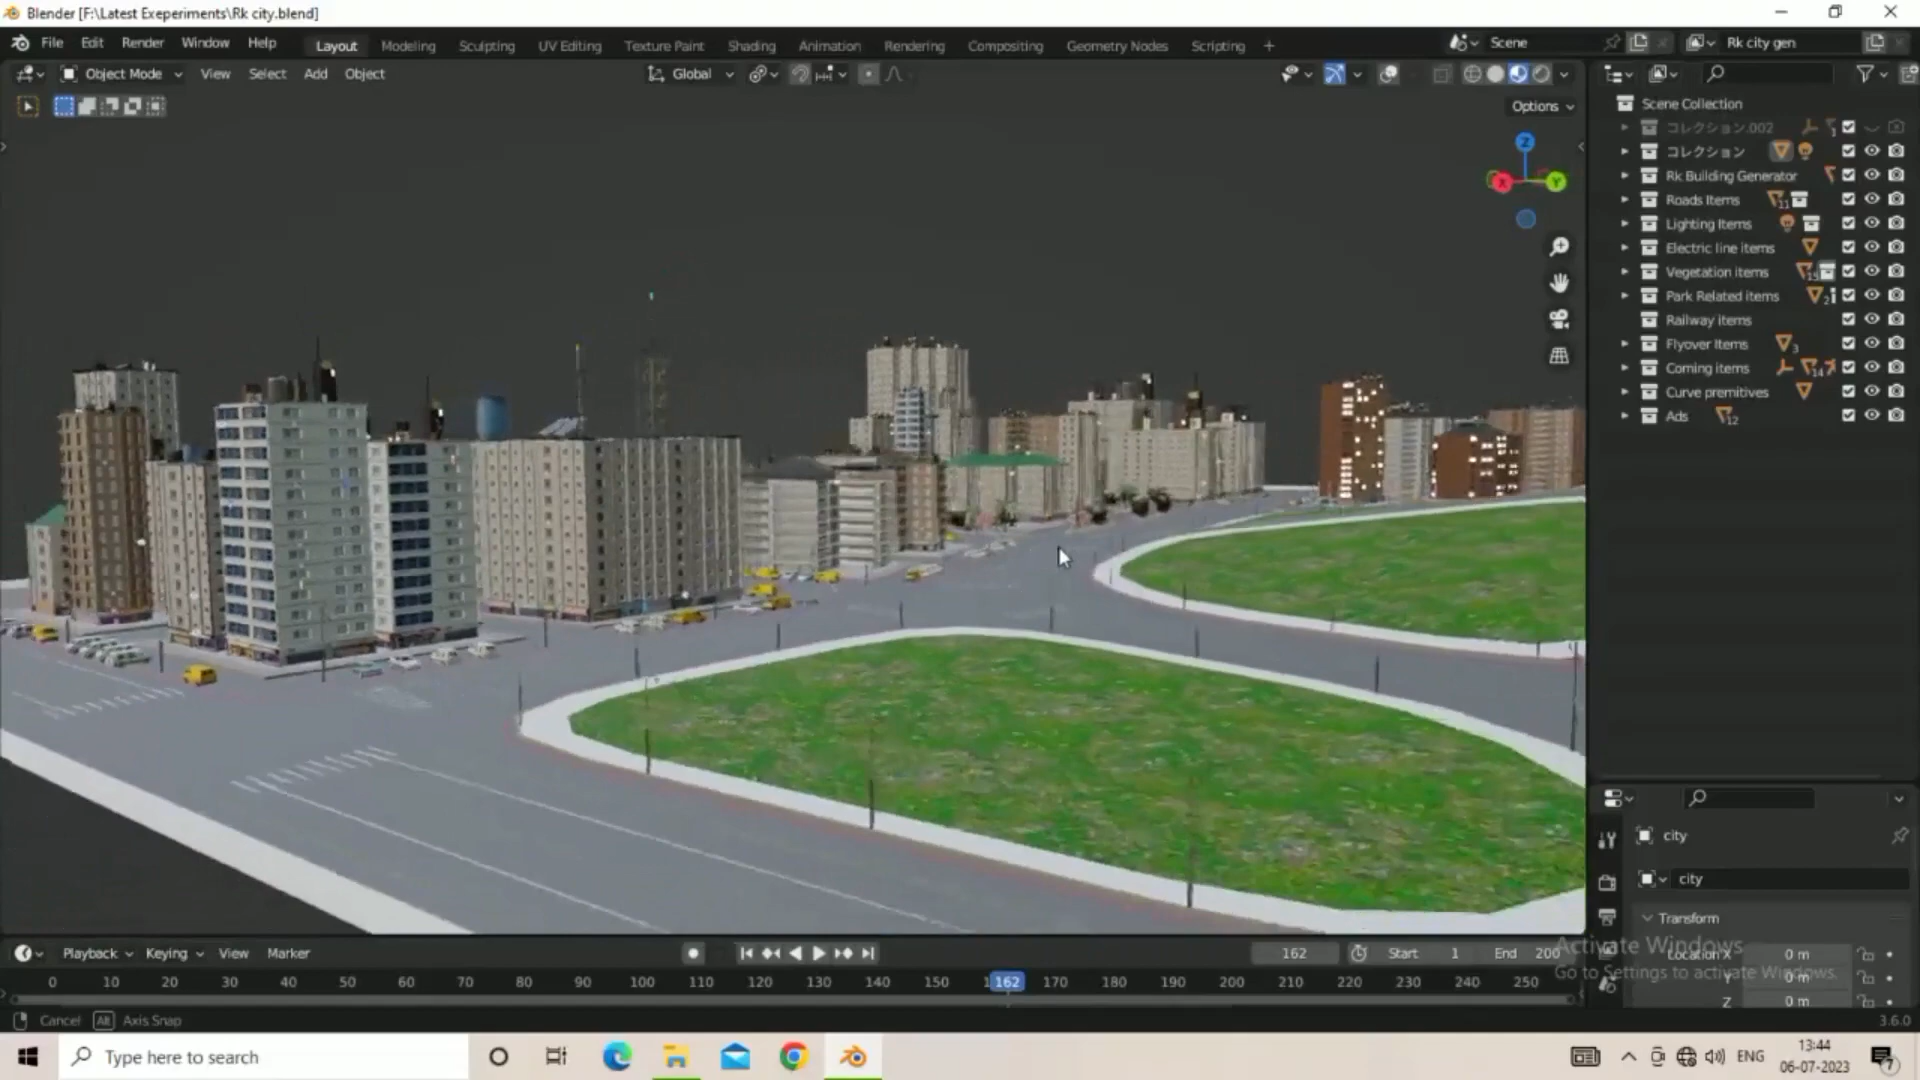 Blender [F:\Latest Exeperiments\Rk city.blend]
File Edit Render Window Help Layout Modeling Sculpting UV Editing Texture Paint Shading Animation Rendering Compositing Geometry Nodes Scripting + Scene Rk city gen
Object Mode View Select Add Object Global
Options
Z
X Y
Scene Collection
コレクション.002
コレクション
Rk Building Generator
Roads Items 11
Lighting Items
Electric line items
Vegetation items 15
Park Related items 2
Railway items
Flyover Items 3
Coming items 14
Curve premitives
Ads 12
city
city
Transform
Location X 0 m
Y 0 m
Z 0 m
Activate Windows
Go to Settings to activate Windows.
Playback Keying View Marker 162 Start 1 End 200
0 10 20 30 40 50 60 70 80 90 100 110 120 130 140 150 162 170 180 190 200 210 220 230 240 250
Cancel Alt Axis Snap 3.6.0
Type here to search
ENG
13:44
06-07-2023
7